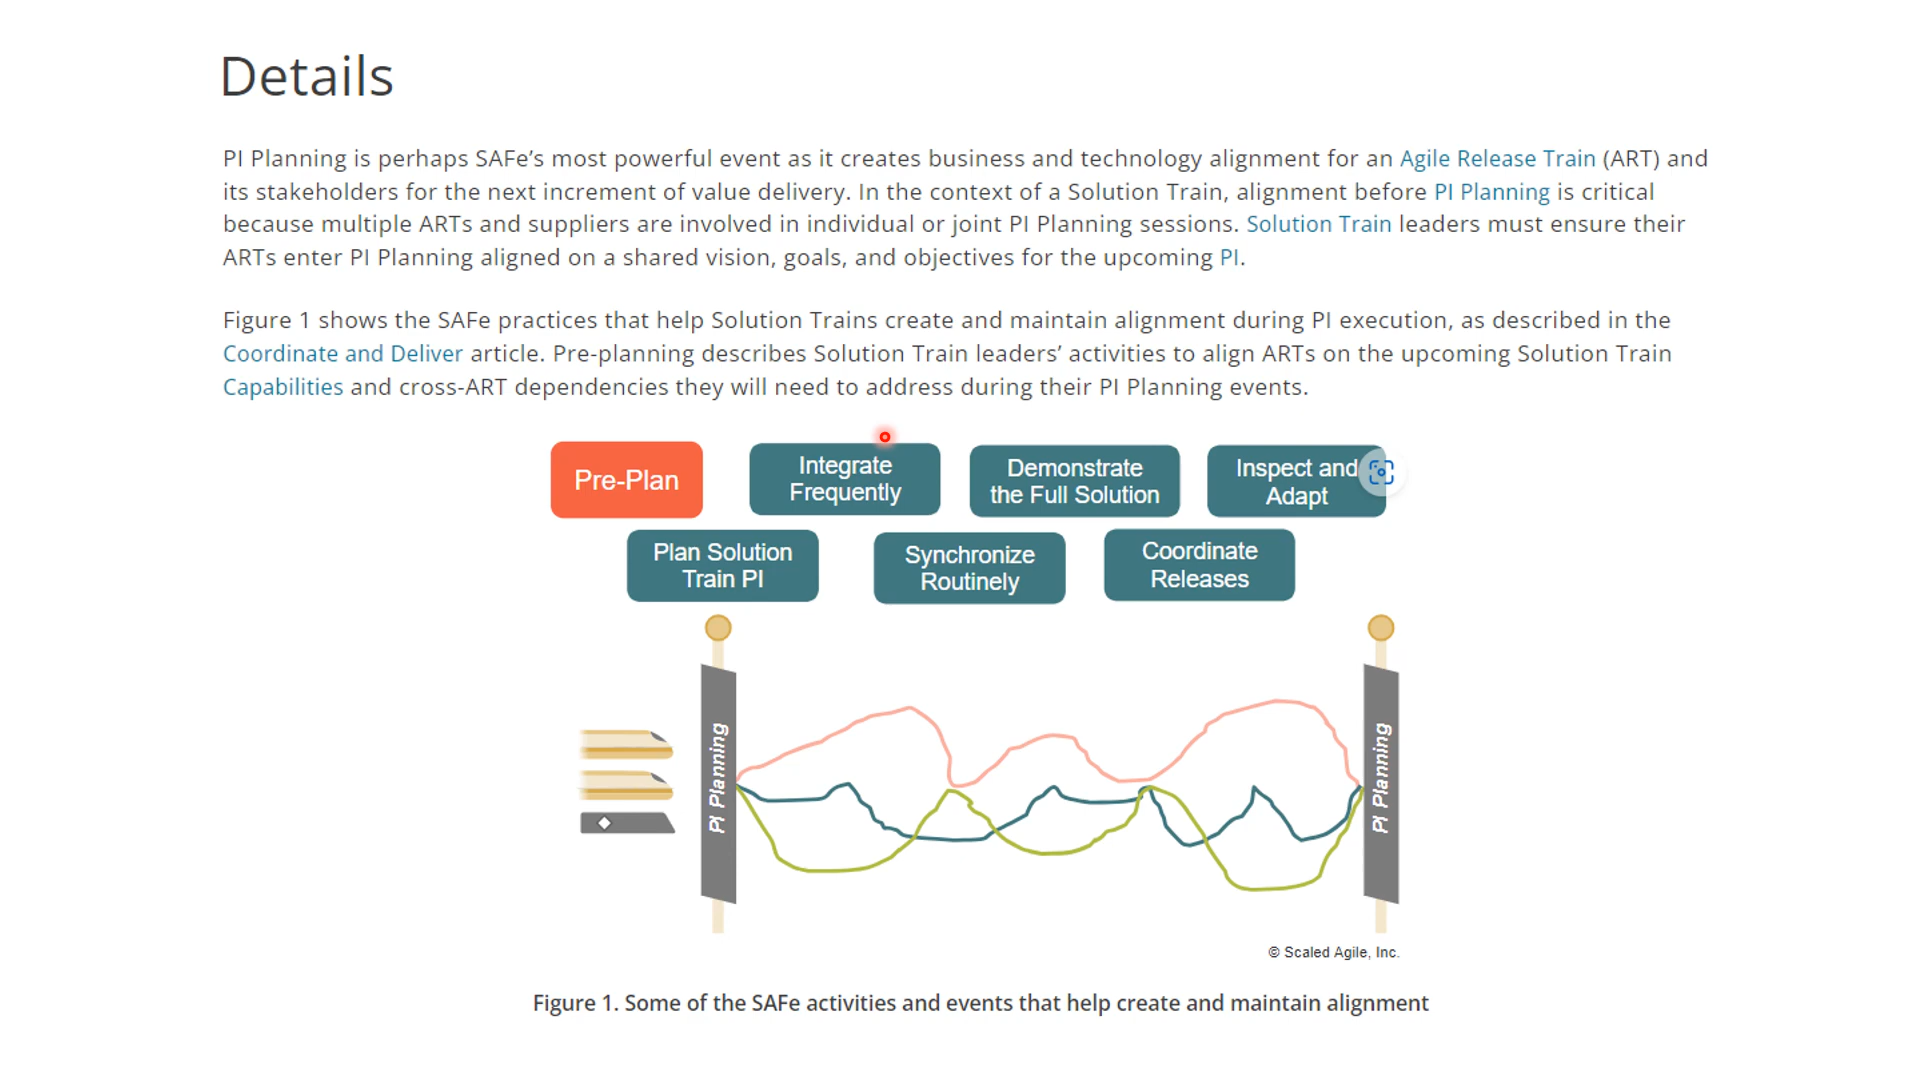 Details
PI Planning is perhaps SAFe’s most powerful event as it creates business and technology alignment for an Agile Release Train (ART) and
its stakeholders for the next increment of value delivery. In the context of a Solution Train, alignment before PI Planning is critical
because multiple ARTs and suppliers are involved in individual or joint PI Planning sessions. Solution Train leaders must ensure their
ARTs enter PI Planning aligned on a shared vision, goals, and objectives for the upcoming PI.
Figure 1 shows the SAFe practices that help Solution Trains create and maintain alignment during PI execution, as described in the
Coordinate and Deliver article. Pre-planning describes Solution Train leaders’ activities to align ARTs on the upcoming Solution Train
Capabilities and cross-ART dependencies they will need to address during their PI Planning events.
Pre-Plan
Integrate
Frequently
Demonstrate
the Full Solution
Inspect and
Adapt
Plan Solution
Train PI
Synchronize
Routinely
Coordinate
Releases
PI Planning
PI Planning
© Scaled Agile, Inc.
Figure 1. Some of the SAFe activities and events that help create and maintain alignment